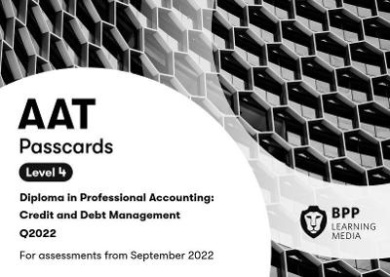 AAT
Passcards
Level 4
Diploma in Professional Accounting:
Credit and Debt Management
Q2022
For assessments from September 2022
BPP
LEARNING
MEDIA